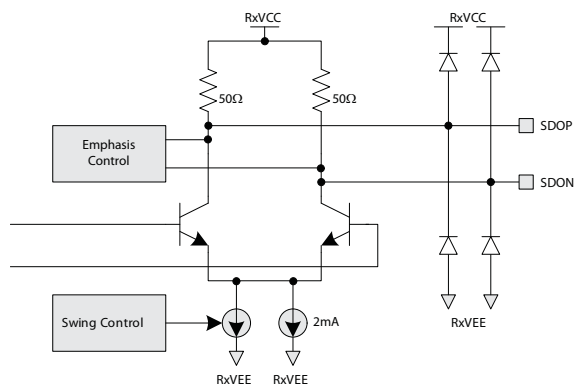 RxVCC
RxVCC
50Ω
50Ω
SDOP
Emphasis
Control
SDON
Swing Control
2mA
RxVEE
RxVEE
RxVEE